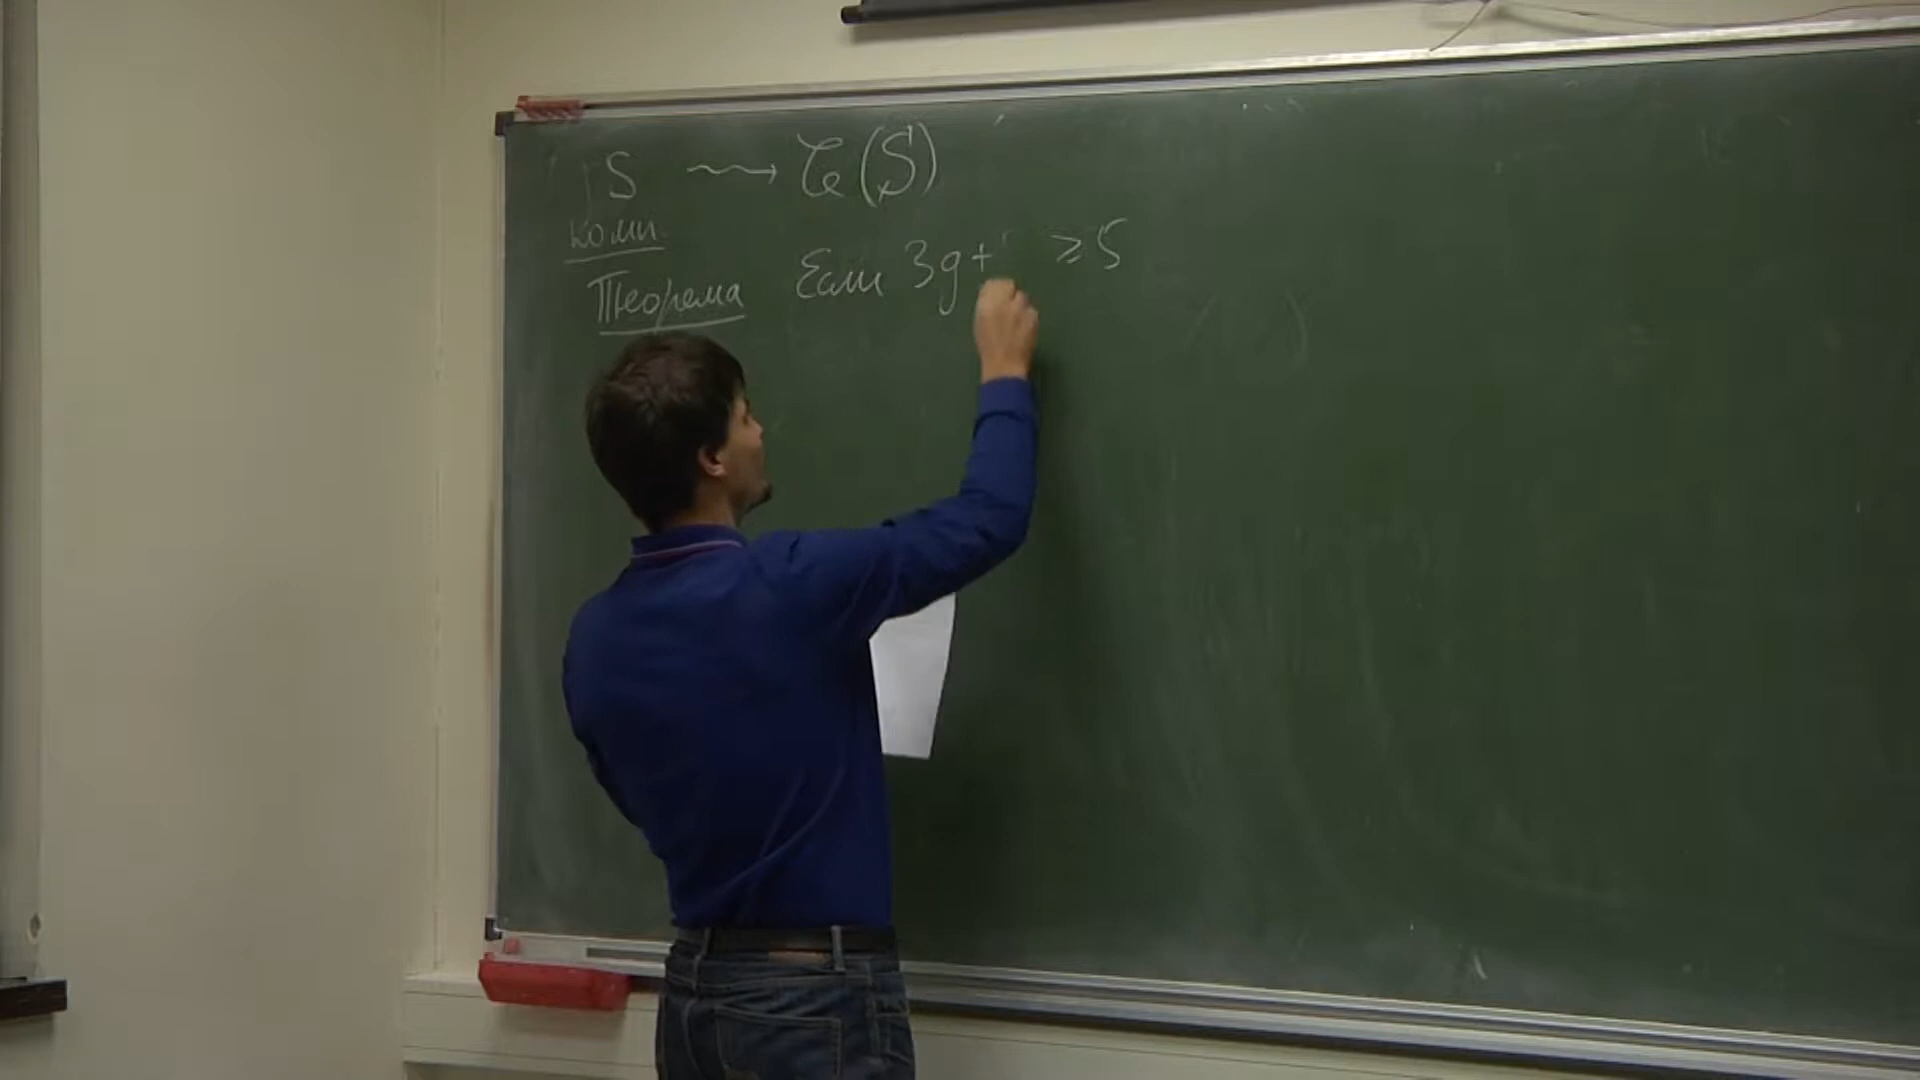 S ⇝ 𝒞(S)
комп.
Теорема Если 3g+ ≥5